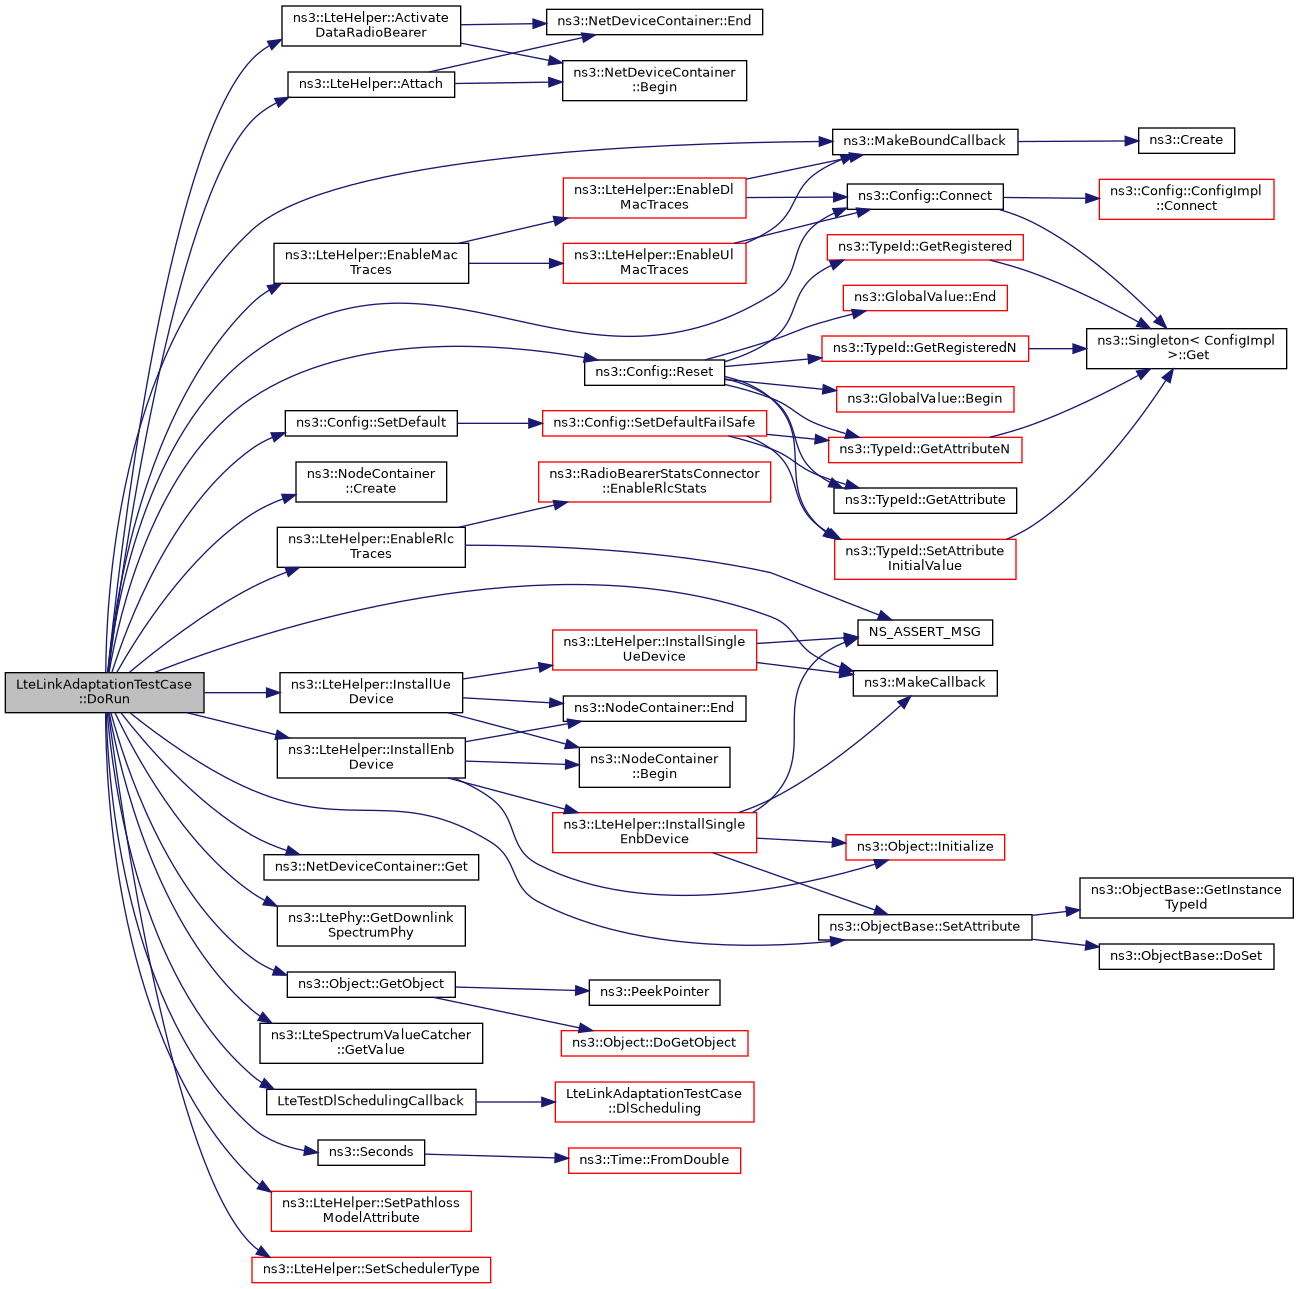 ns3::LteHelper::Activate
DataRadioBearer
ns3::NetDeviceContainer::End
ns3::NetDeviceContainer
::Begin
ns3::LteHelper::Attach
ns3::MakeBoundCallback
ns3::Create
ns3::LteHelper::EnableDl
MacTraces
ns3::Config::Connect
ns3::Config::ConfigImpl
::Connect
ns3::LteHelper::EnableMac
Traces
ns3::LteHelper::EnableUl
MacTraces
ns3::TypeId::GetRegistered
ns3::GlobalValue::End
ns3::TypeId::GetRegisteredN
ns3::Singleton< ConfigImpl
>::Get
ns3::Config::Reset
ns3::GlobalValue::Begin
ns3::Config::SetDefault
ns3::Config::SetDefaultFailSafe
ns3::TypeId::GetAttributeN
ns3::NodeContainer
::Create
ns3::RadioBearerStatsConnector
::EnableRlcStats
ns3::TypeId::GetAttribute
ns3::LteHelper::EnableRlc
Traces
ns3::TypeId::SetAttribute
InitialValue
NS_ASSERT_MSG
ns3::LteHelper::InstallSingle
UeDevice
ns3::MakeCallback
LteLinkAdaptationTestCase
::DoRun
ns3::LteHelper::InstallUe
Device
ns3::NodeContainer::End
ns3::LteHelper::InstallEnb
Device
ns3::NodeContainer
::Begin
ns3::LteHelper::InstallSingle
EnbDevice
ns3::Object::Initialize
ns3::NetDeviceContainer::Get
ns3::ObjectBase::GetInstance
TypeId
ns3::LtePhy::GetDownlink
SpectrumPhy
ns3::ObjectBase::SetAttribute
ns3::ObjectBase::DoSet
ns3::Object::GetObject
ns3::PeekPointer
ns3::LteSpectrumValueCatcher
::GetValue
ns3::Object::DoGetObject
LteTestDlSchedulingCallback
LteLinkAdaptationTestCase
::DlScheduling
ns3::Seconds
ns3::Time::FromDouble
ns3::LteHelper::SetPathloss
ModelAttribute
ns3::LteHelper::SetSchedulerType